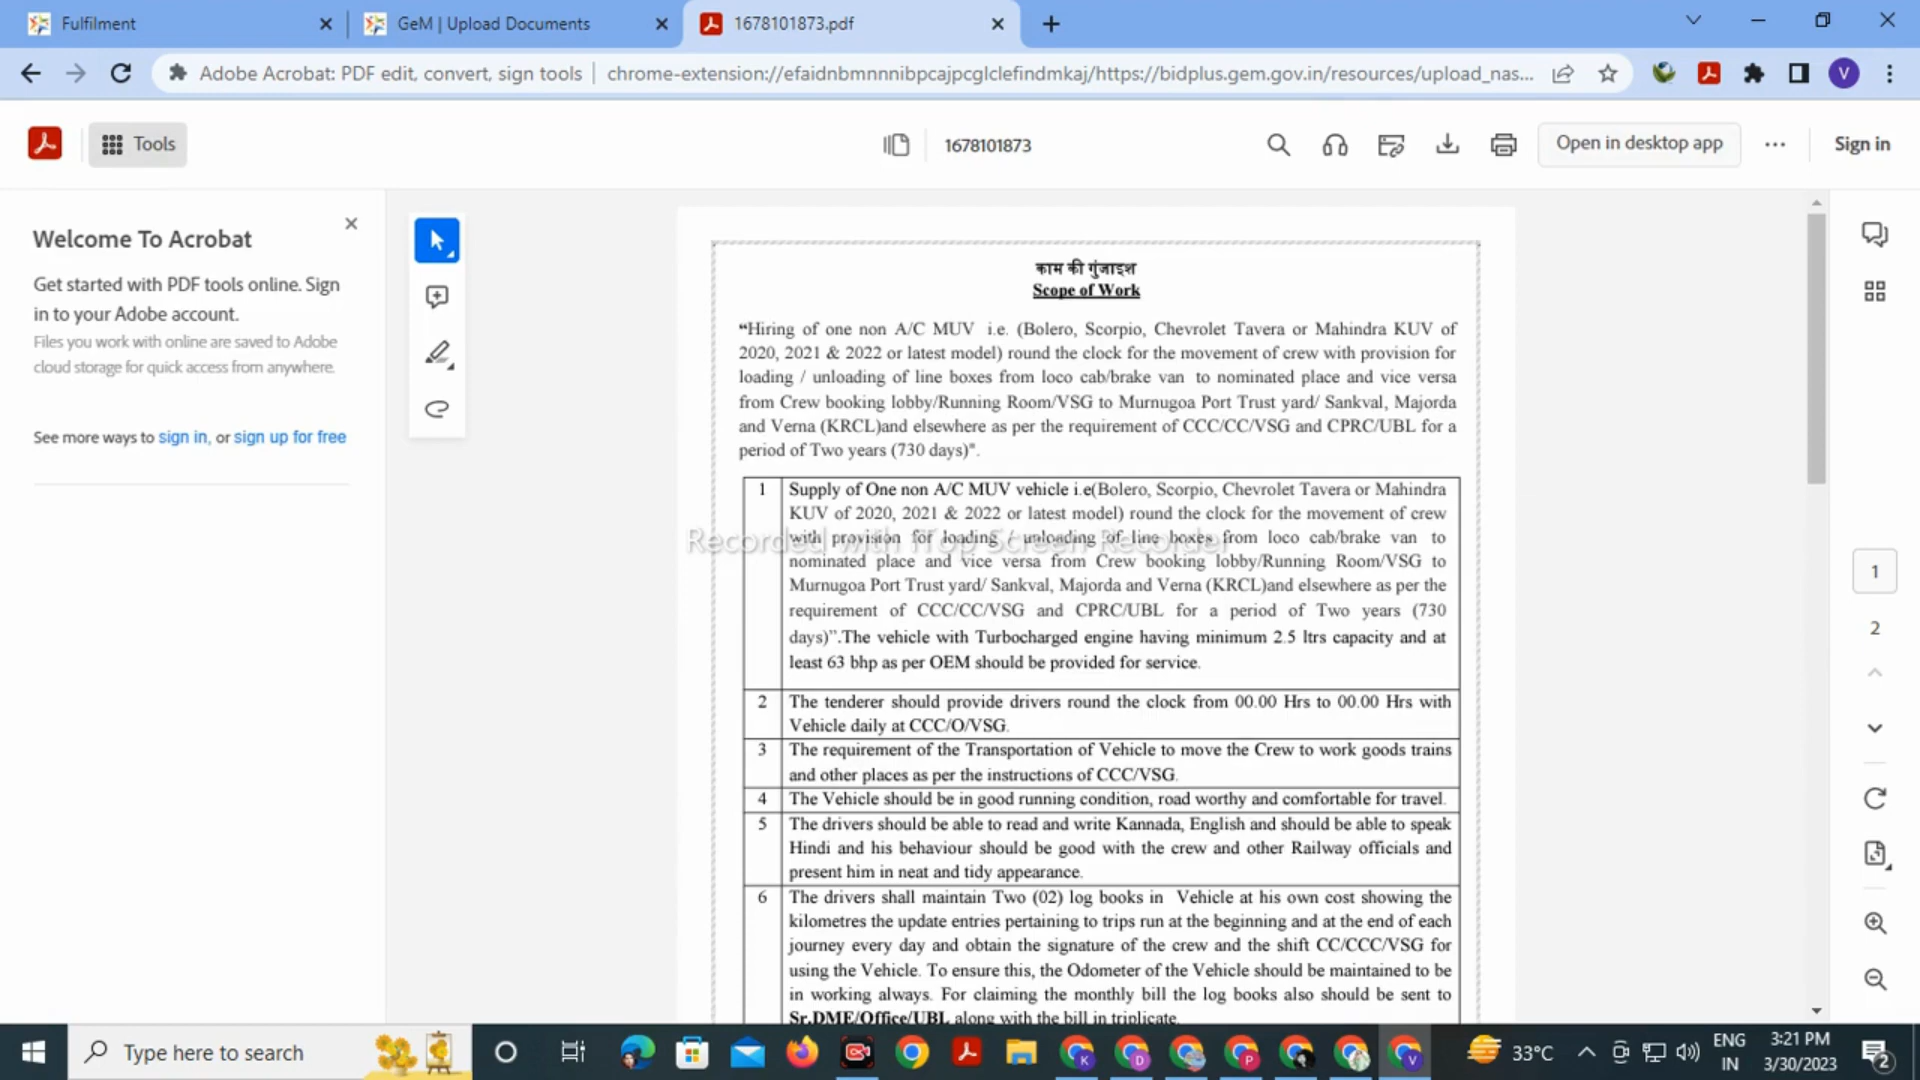 Fulfilment
GeM | Upload Documents
1678101873.pdf
Adobe Acrobat: PDF edit, convert, sign tools
chrome-extension://efaidnbmnnnibpcajpcglclefindmkaj/https://bidplus.gem.gov.in/resources/upload_nas...
V
Tools
1678101873
Open in desktop app
Sign in
Welcome To Acrobat
Get started with PDF tools online. Sign
in to your Adobe account.
Files you work with online are saved to Adobe
cloud storage for quick access from anywhere.
See more ways to sign in, or sign up for free
काम की गुंजाइश
Scope of Work
“Hiring of one non A/C MUV i.e. (Bolero, Scorpio, Chevrolet Tavera or Mahindra KUV of
2020, 2021 & 2022 or latest model) round the clock for the movement of crew with provision for
loading / unloading of line boxes from loco cab/brake van to nominated place and vice versa
from Crew booking lobby/Running Room/VSG to Murnugoa Port Trust yard/ Sankval, Majorda
and Verna (KRCL)and elsewhere as per the requirement of CCC/CC/VSG and CPRC/UBL for a
period of Two years (730 days)".
1 Supply of One non A/C MUV vehicle i.e(Bolero, Scorpio, Chevrolet Tavera or Mahindra
KUV of 2020, 2021 & 2022 or latest model) round the clock for the movement of crew
with provision for loading / unloading of line boxes from loco cab/brake van to
nominated place and vice versa from Crew booking lobby/Running Room/VSG to
Murnugoa Port Trust yard/ Sankval, Majorda and Verna (KRCL)and elsewhere as per the
requirement of CCC/CC/VSG and CPRC/UBL for a period of Two years (730
days)”.The vehicle with Turbocharged engine having minimum 2.5 ltrs capacity and at
least 63 bhp as per OEM should be provided for service.
2 The tenderer should provide drivers round the clock from 00.00 Hrs to 00.00 Hrs with
Vehicle daily at CCC/O/VSG.
3 The requirement of the Transportation of Vehicle to move the Crew to work goods trains
and other places as per the instructions of CCC/VSG.
4 The Vehicle should be in good running condition, road worthy and comfortable for travel.
5 The drivers should be able to read and write Kannada, English and should be able to speak
Hindi and his behaviour should be good with the crew and other Railway officials and
present him in neat and tidy appearance.
6 The drivers shall maintain Two (02) log books in Vehicle at his own cost showing the
kilometres the update entries pertaining to trips run at the beginning and at the end of each
journey every day and obtain the signature of the crew and the shift CC/CCC/VSG for
using the Vehicle. To ensure this, the Odometer of the Vehicle should be maintained to be
in working always. For claiming the monthly bill the log books also should be sent to
Sr.DME/Office/UBL along with the bill in triplicate.
Recorded with iTop Screen Recorder
1
2
Type here to search
K
D
P
V
33°C
ENG
IN
3:21 PM
3/30/2023
2